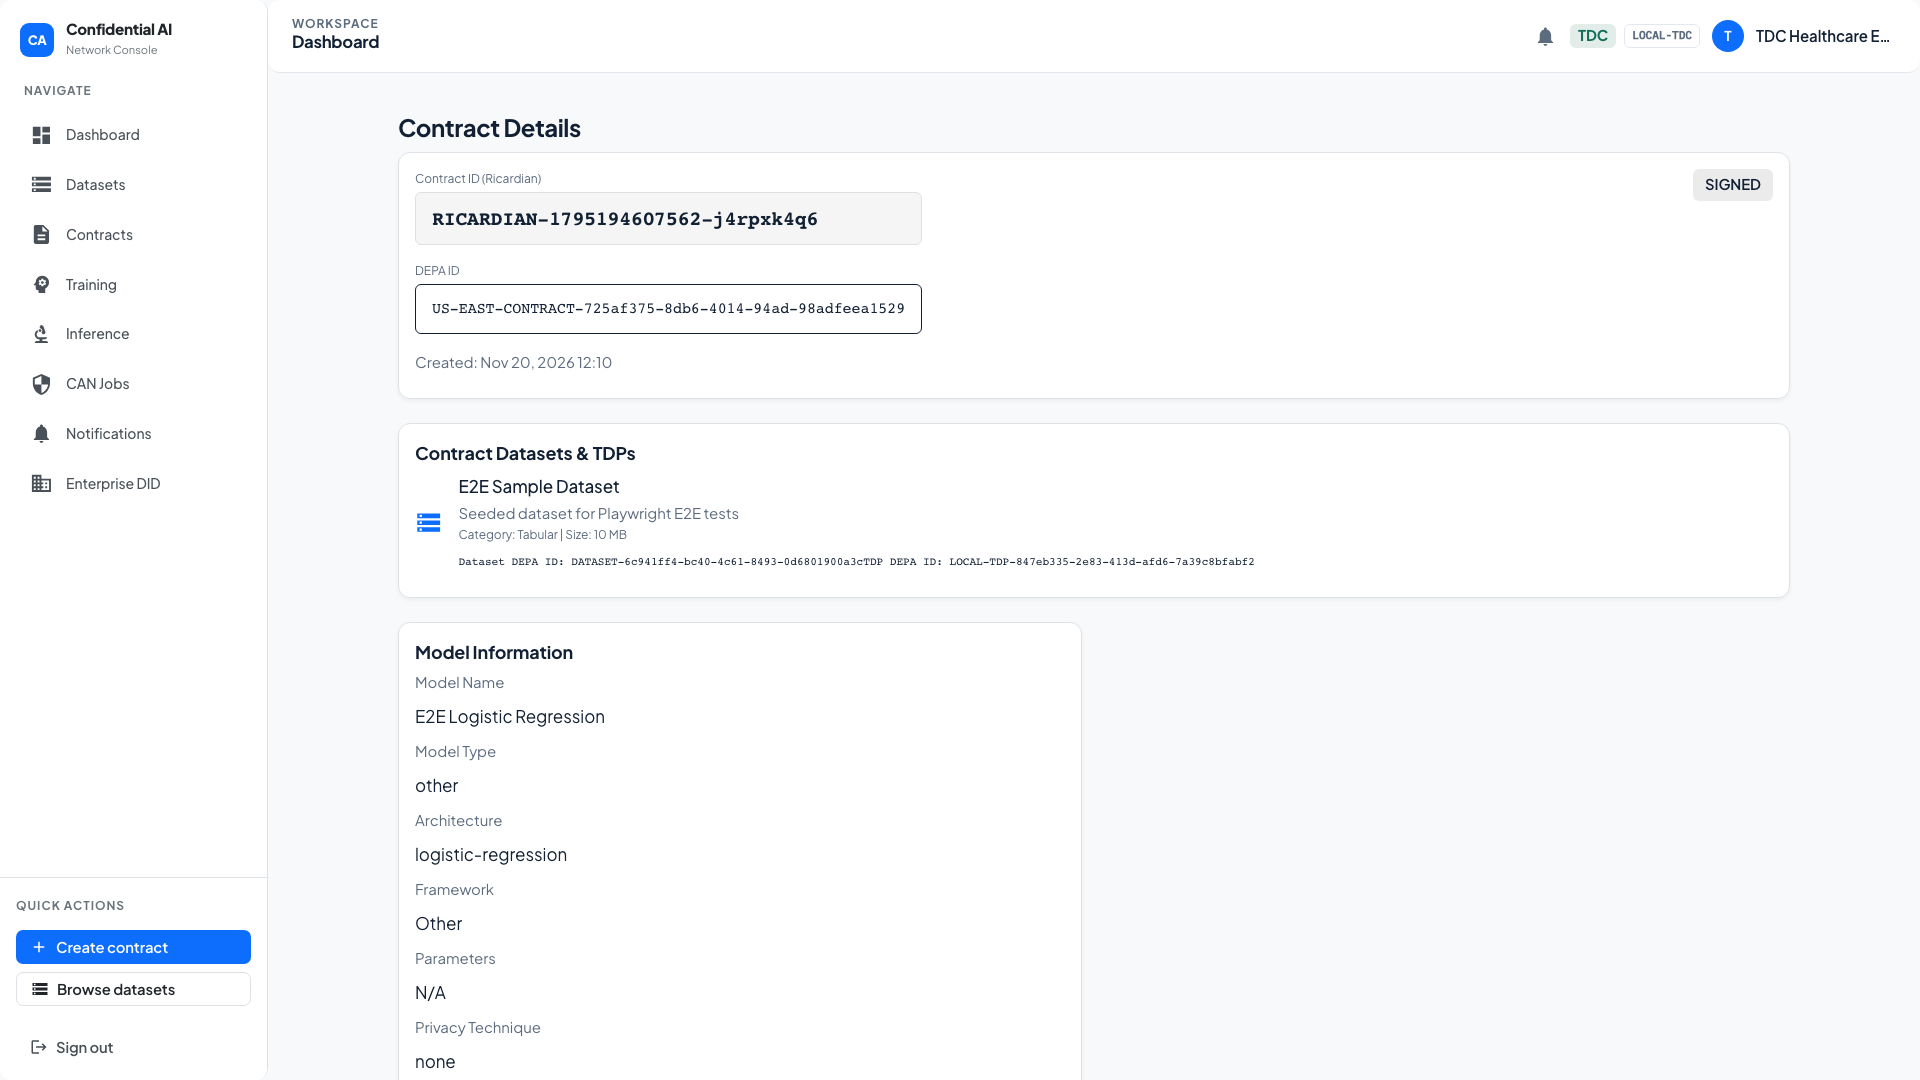 CA
Confidential AI
Network Console
NAVIGATE
Dashboard
Datasets
Contracts
Training
Inference
CAN Jobs
Notifications
Enterprise DID
QUICK ACTIONS
Create contract
Browse datasets
Sign out
WORKSPACE
Dashboard
TDC
LOCAL-TDC
T
TDC Healthcare E...
Contract Details
Contract ID (Ricardian)
SIGNED
RICARDIAN-1795194607562-j4rpxk4q6
DEPA ID
US-EAST-CONTRACT-725af375-8db6-4014-94ad-98adfeea1529
Created: Nov 20, 2026 12:10
Contract Datasets & TDPs
E2E Sample Dataset
Seeded dataset for Playwright E2E tests
Category: Tabular | Size: 10 MB
Dataset DEPA ID: DATASET-6c941ff4-bc40-4c61-8493-0d6801900a3cTDP DEPA ID: LOCAL-TDP-847eb335-2e83-413d-afd6-7a39c8bfabf2
Model Information
Model Name
E2E Logistic Regression
Model Type
other
Architecture
logistic-regression
Framework
Other
Parameters
N/A
Privacy Technique
none